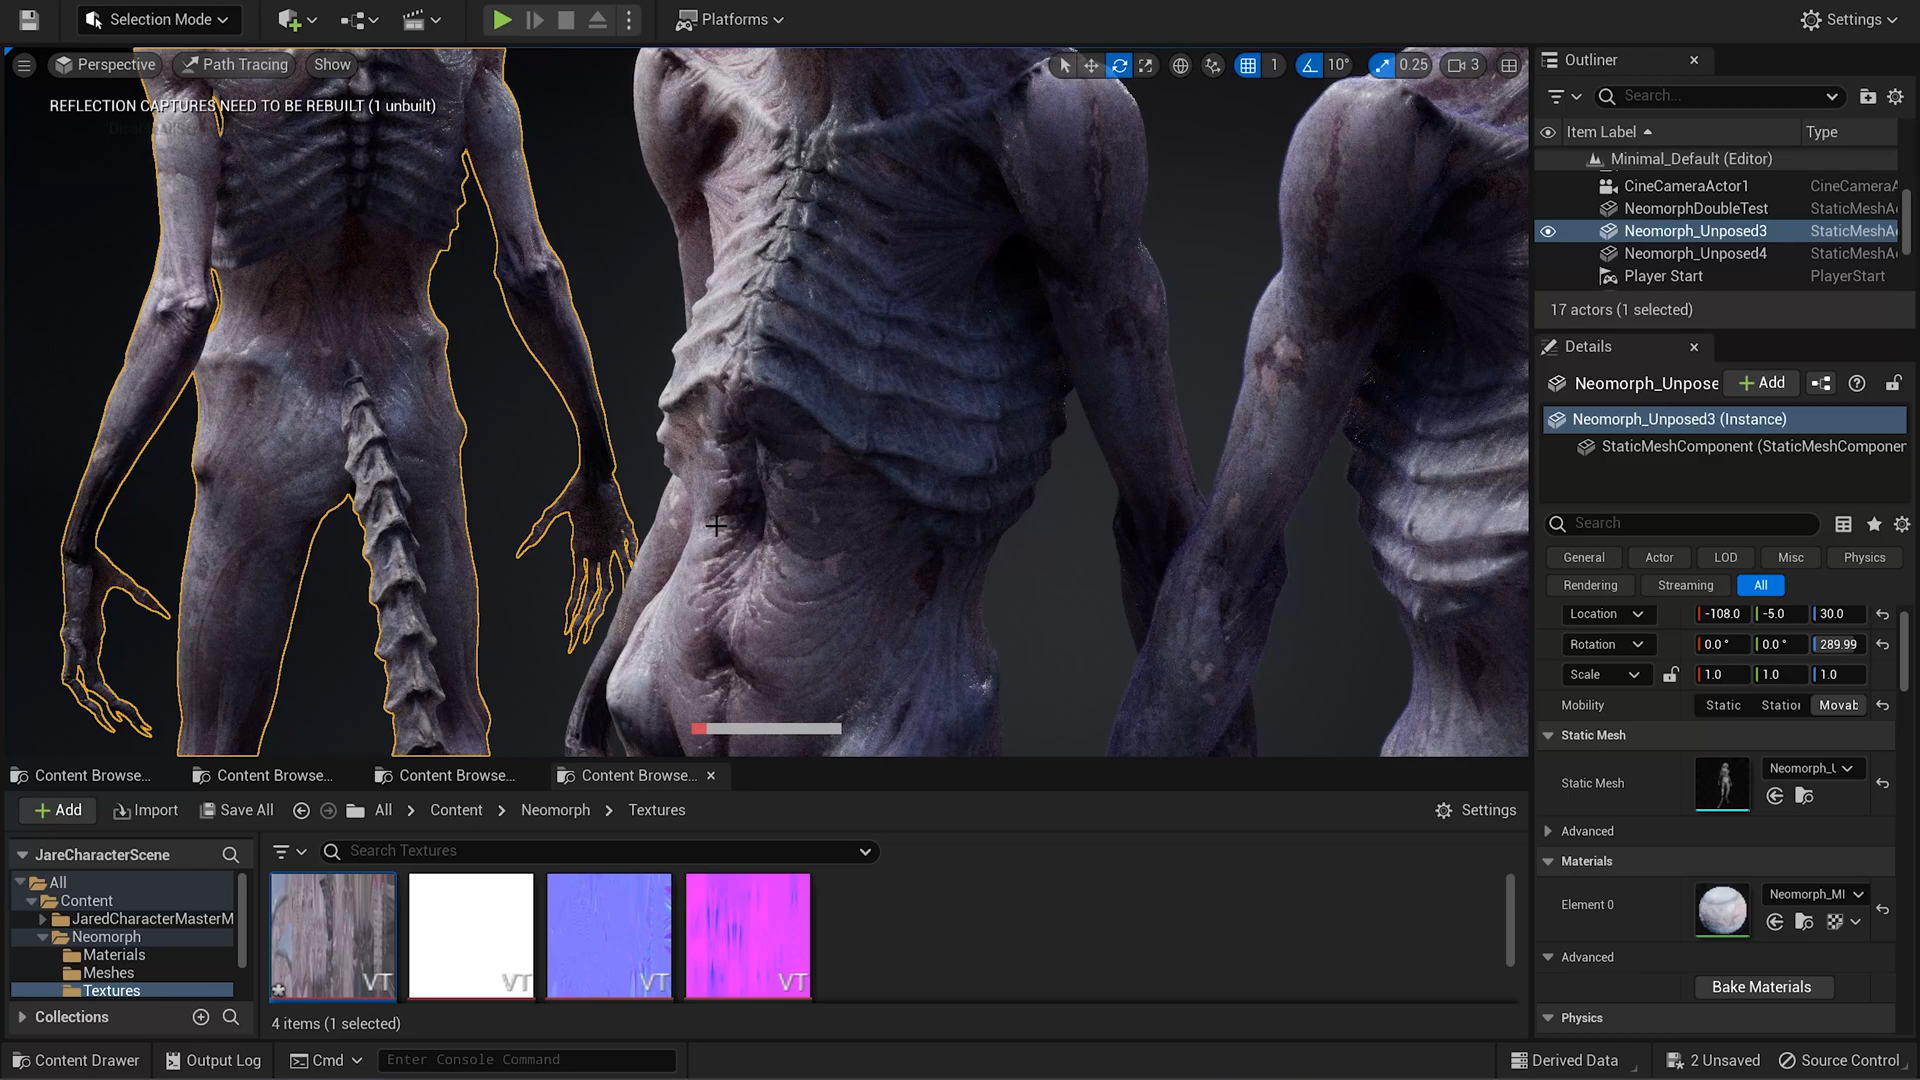 Selection Mode
Platforms
Settings
Perspective
Path Tracing
Show
1
10°
0.25
3
REFLECTION CAPTURES NEED TO BE REBUILT (1 unbuilt)
Outliner
Search...
Item Label
Type
Minimal_Default (Editor)
CineCameraActor1
CineCameraA
NeomorphDoubleTest
StaticMeshA
Neomorph_Unposed3
StaticMeshA
Neomorph_Unposed4
StaticMeshA
Player Start
PlayerStart
17 actors (1 selected)
Details
Neomorph_Unpose
Add
Neomorph_Unposed3 (Instance)
StaticMeshComponent (StaticMeshComponer
Search
General
Actor
LOD
Misc
Physics
Rendering
Streaming
All
Location
-108.0
-5.0
30.0
Rotation
0.0°
0.0°
289.99
Scale
1.0
1.0
1.0
Mobility
Static
Statio
Movab
Static Mesh
Static Mesh
Neomorph_U
Advanced
Materials
Element 0
Neomorph_MI
Advanced
Bake Materials
Physics
Content Browse...
Content Browse...
Content Browse...
Content Browse...
Add
Import
Save All
All
Content
Neomorph
Textures
Settings
JareCharacterScene
All
Content
JaredCharacterMasterM
Neomorph
Materials
Meshes
Textures
Collections
Search Textures
VT
VT
VT
VT
4 items (1 selected)
Content Drawer
Output Log
Cmd
Enter Console Command
Derived Data
2 Unsaved
Source Control